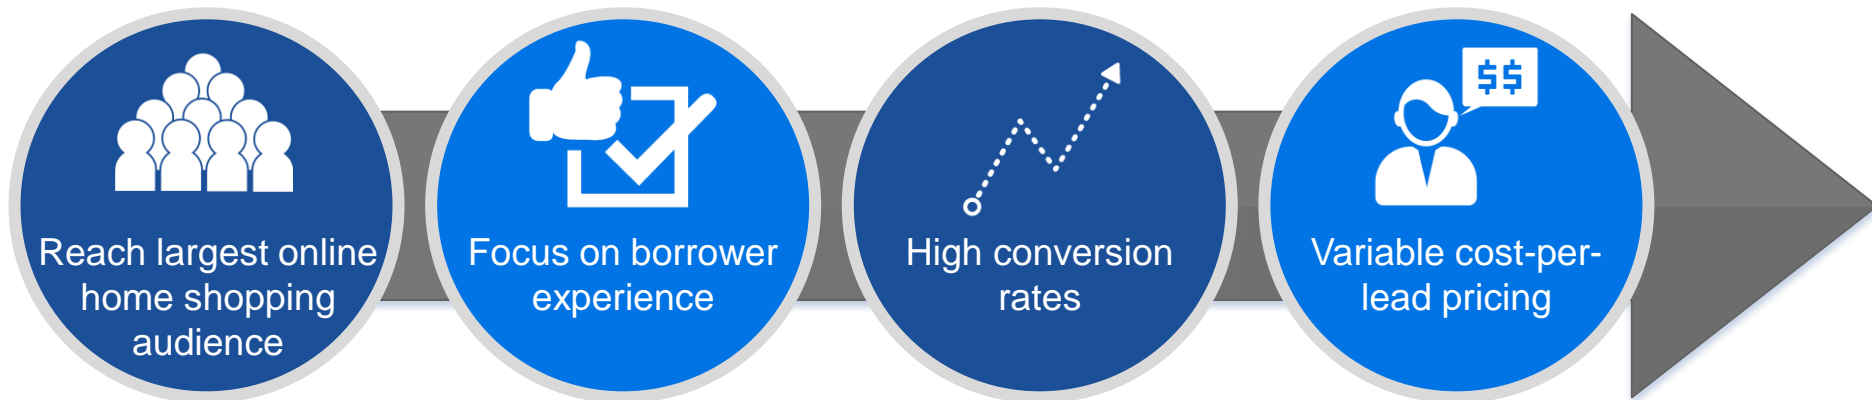 $$
Reach largest online
home shopping
audience
Focus on borrower
experience
High conversion
rates
Variable cost-per-
lead pricing